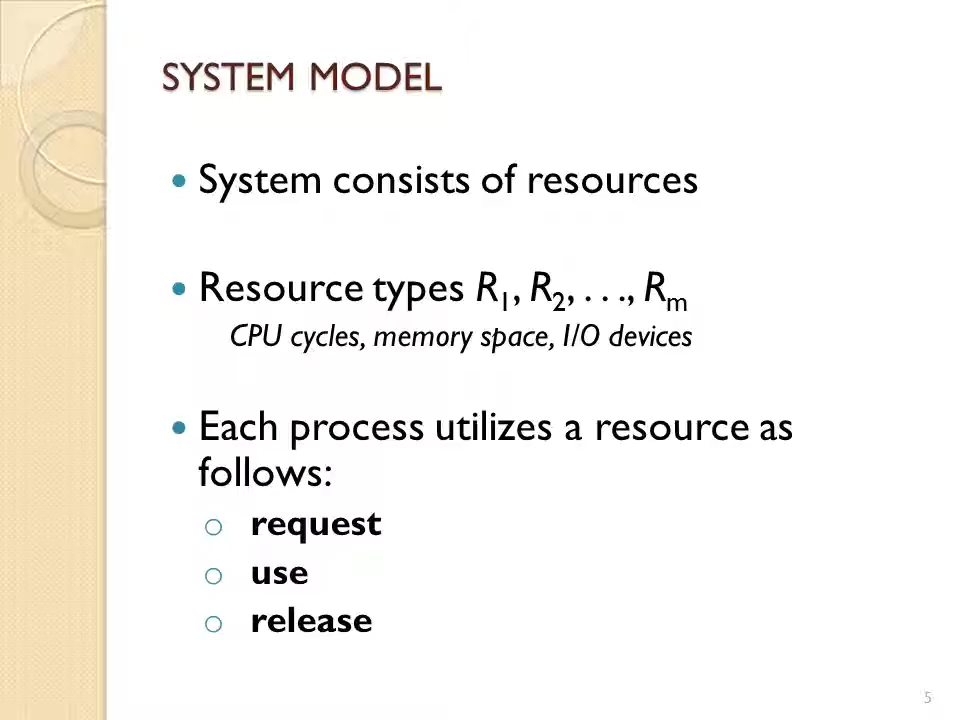 SYSTEM MODEL
• System consists of resources
• Resource types R1, R2, . . ., Rm
CPU cycles, memory space, I/O devices
• Each process utilizes a resource as
follows:
o request
o use
o release
5